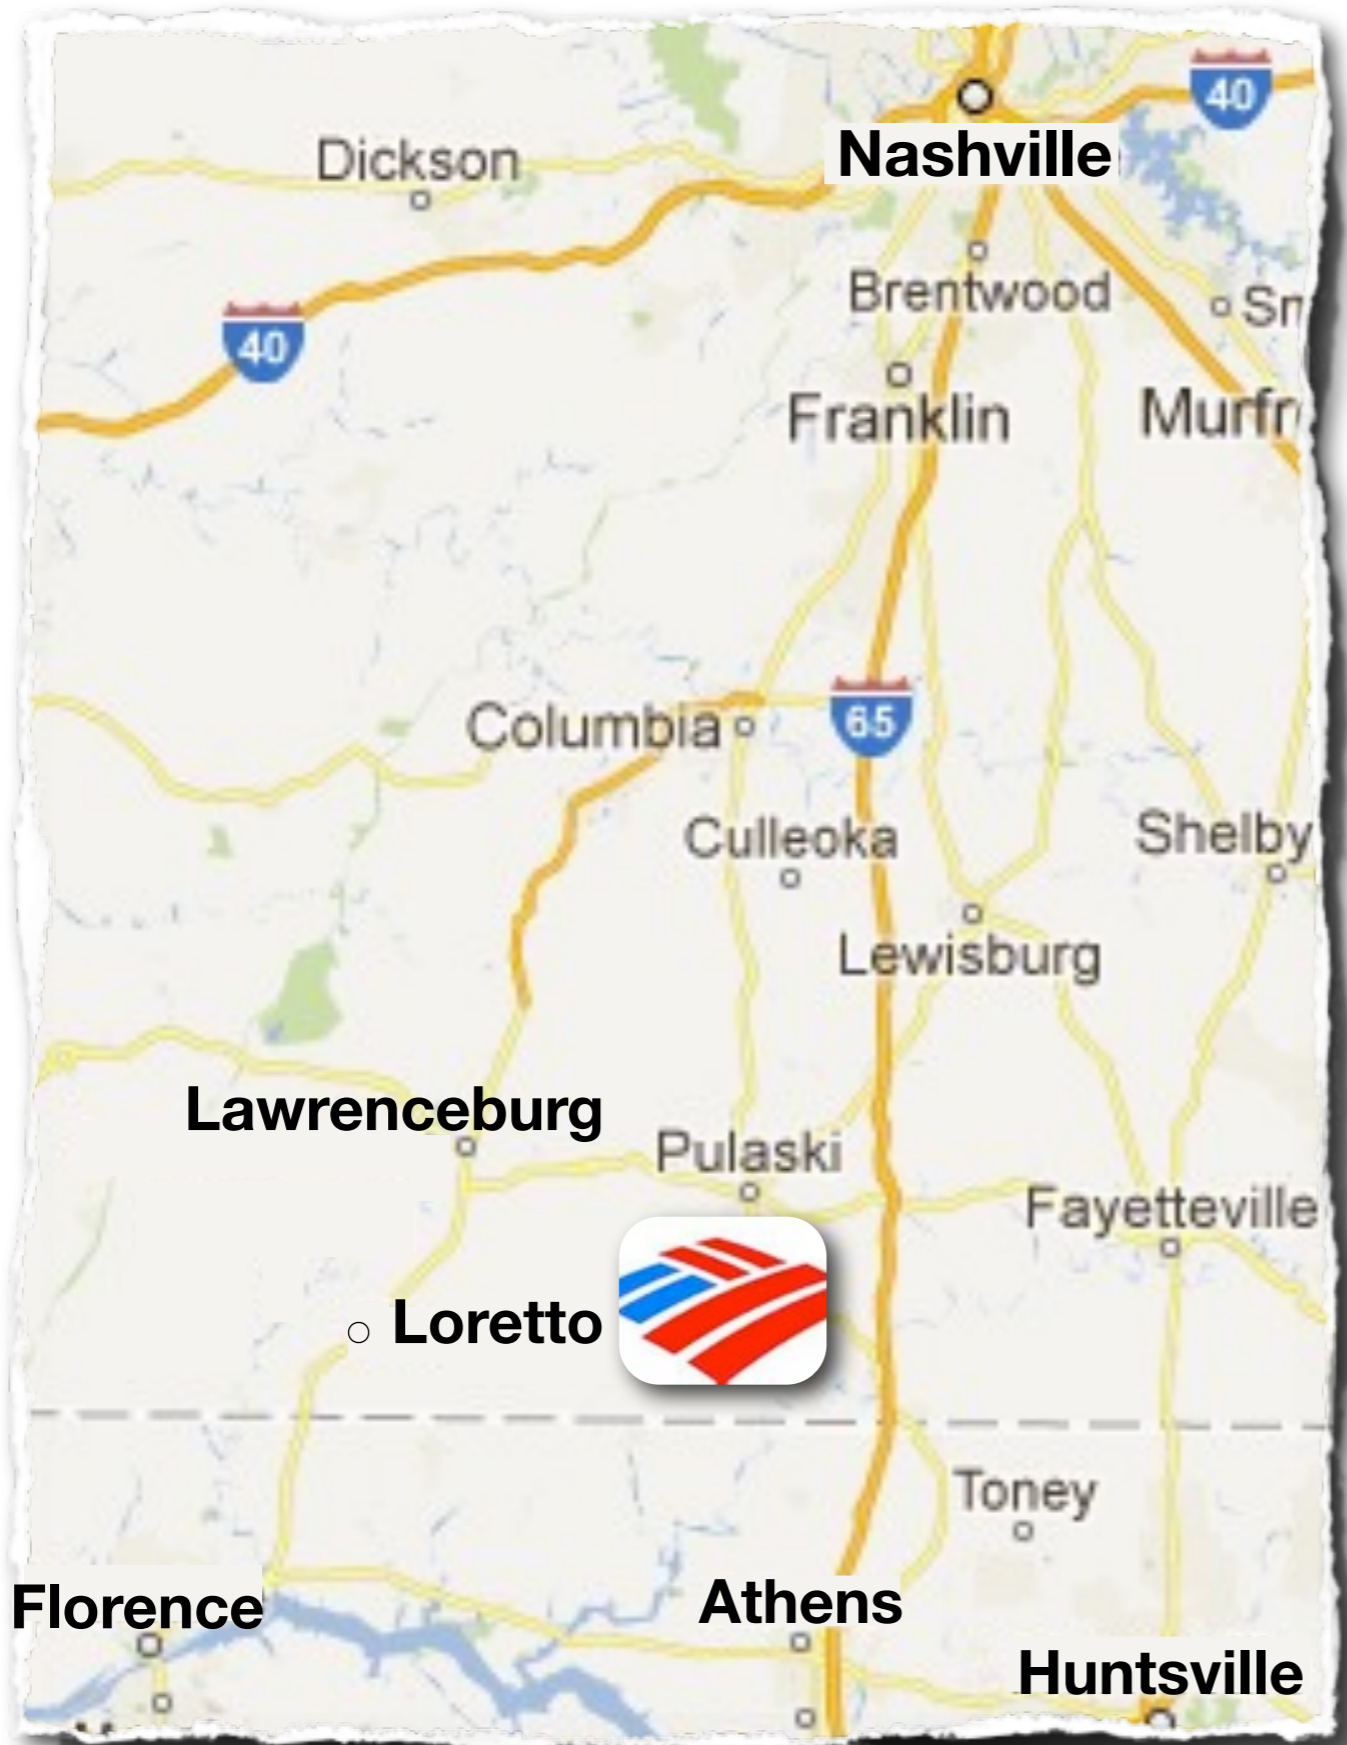 40
Nashville
Dickson
Brentwood
Sn
40
Franklin
Murfr
Columbia
65
Culleoka
Shelby
Lewisburg
Lawrenceburg
Pulaski
Fayetteville
Loretto
Toney
Florence
Athens
Huntsville